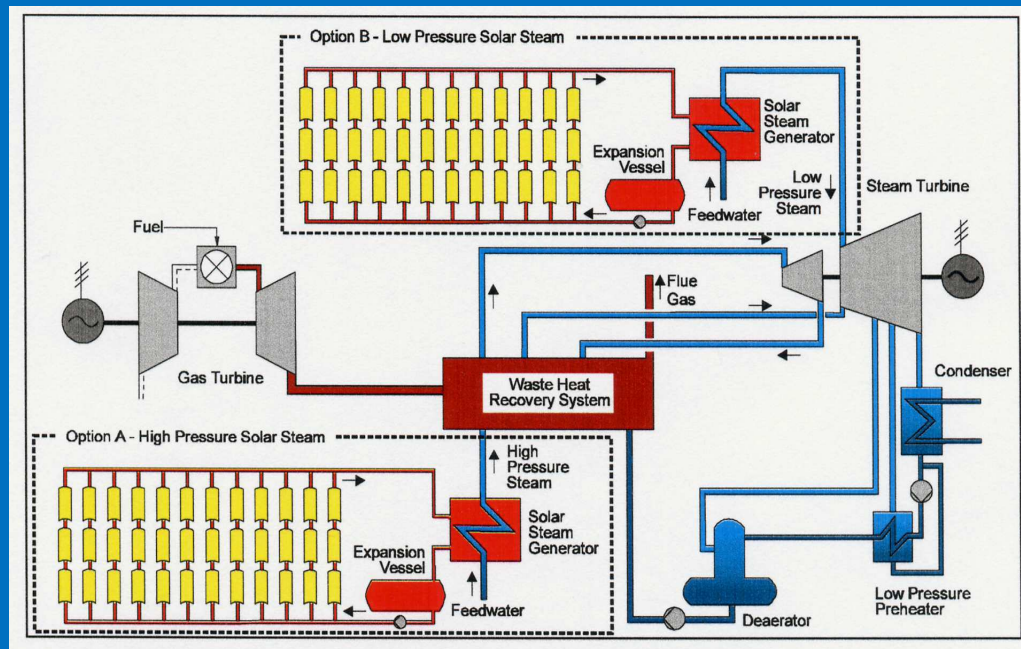 Option B - Low Pressure Solar Steam
Solar
Steam
Generator
Expansion
Vessel
Low
Pressure
Steam
Feedwater
Steam Turbine
Fuel
Flue
Gas
Gas Turbine
Waste Heat
Recovery System
Condenser
Option A - High Pressure Solar Steam
High
Pressure
Steam
Solar
Steam
Generator
Expansion
Vessel
Feedwater
Deaerator
Low Pressure
Preheater